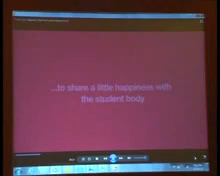 ...to share a little happiness with
the student body